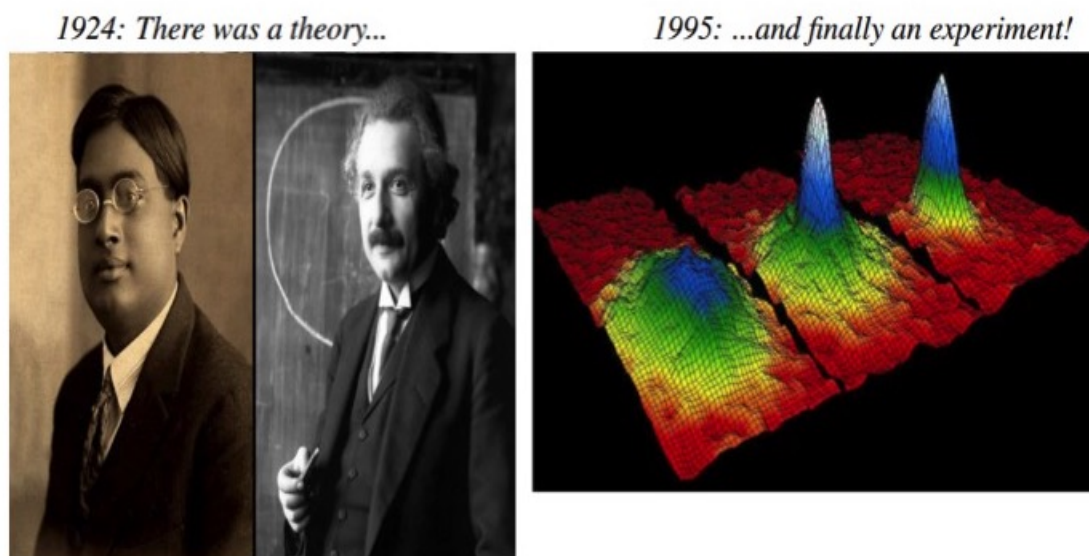 1924: There was a theory...
1995: ...and finally an experiment!